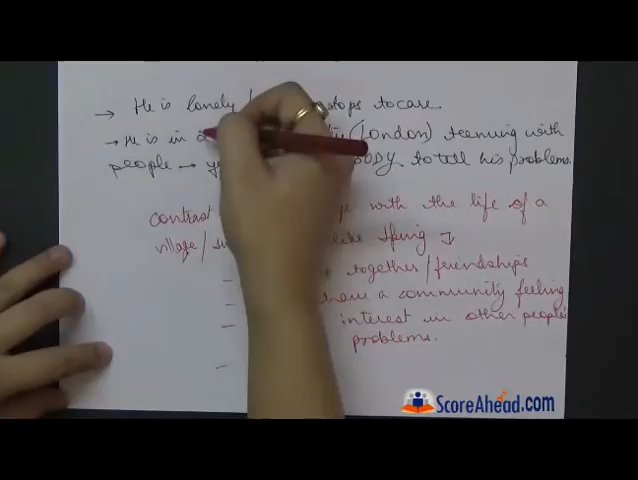 → He is lonely stops to care.
→ He is in a (London) teeming with
people → BODY to tell his problems.
contrast with the life of a
village / like
together / friendships
have a community feeling
interest in other people's
problems.
ScoreAhead.com